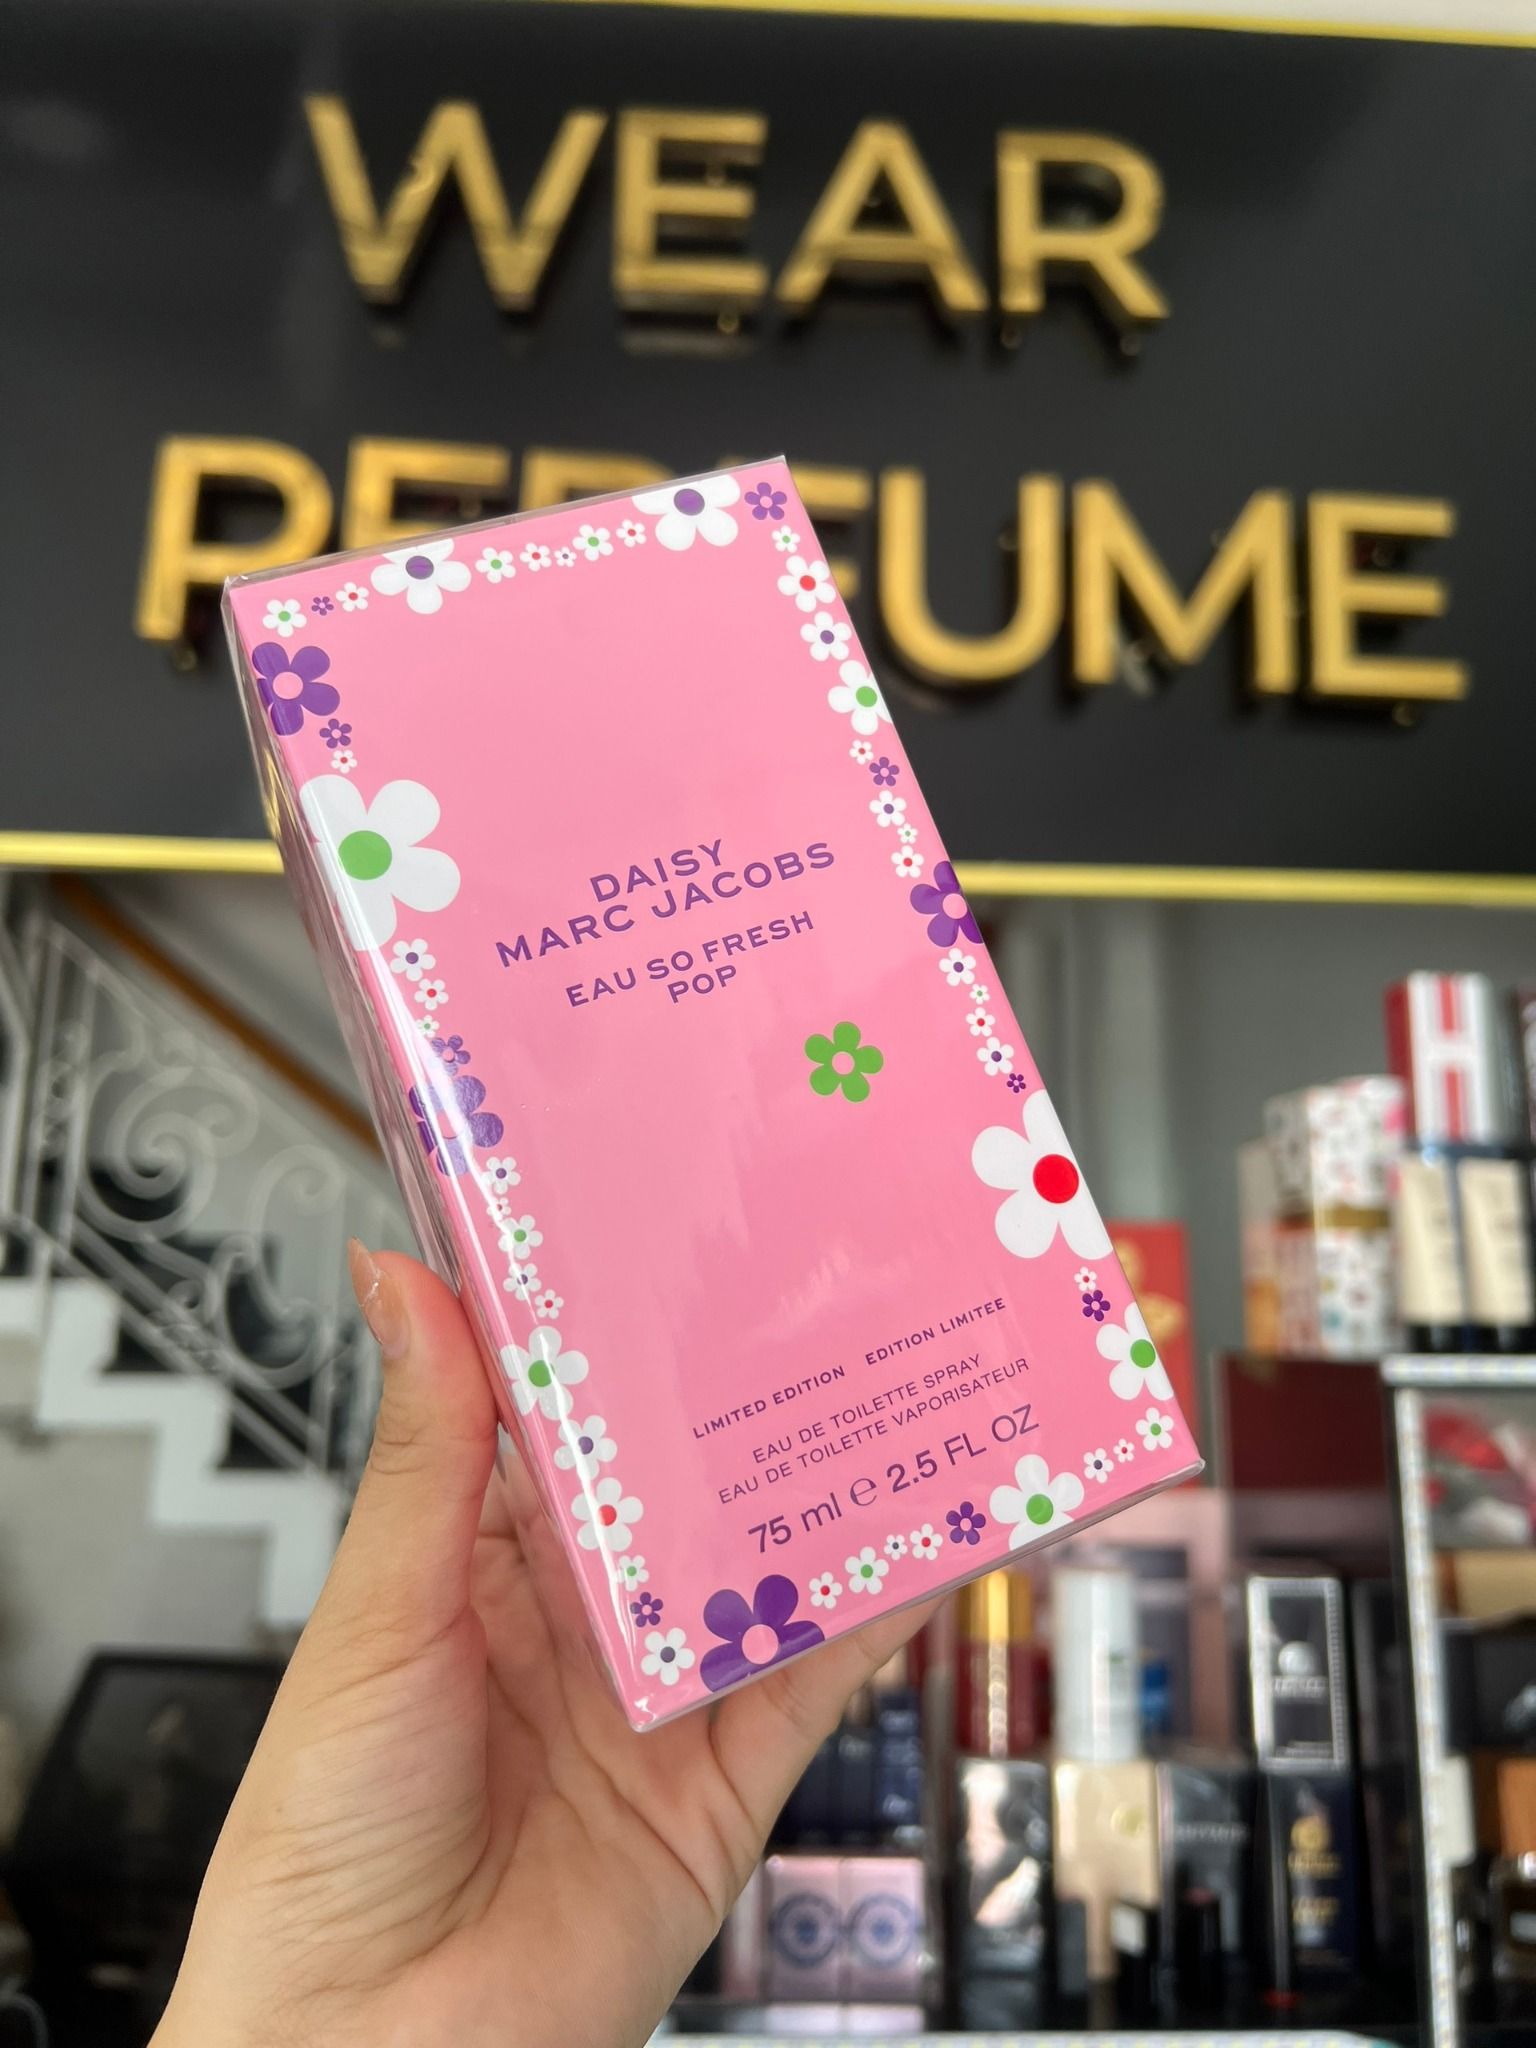 WEAR
PERFUME
DAISY
MARC JACOBS
EAU SO FRESH
POP
LIMITED EDITION EDITION LIMITEE
EAU DE TOILETTE SPRAY
EAU DE TOILETTE VAPORISATEUR
75 ml e 2.5 FL OZ
H